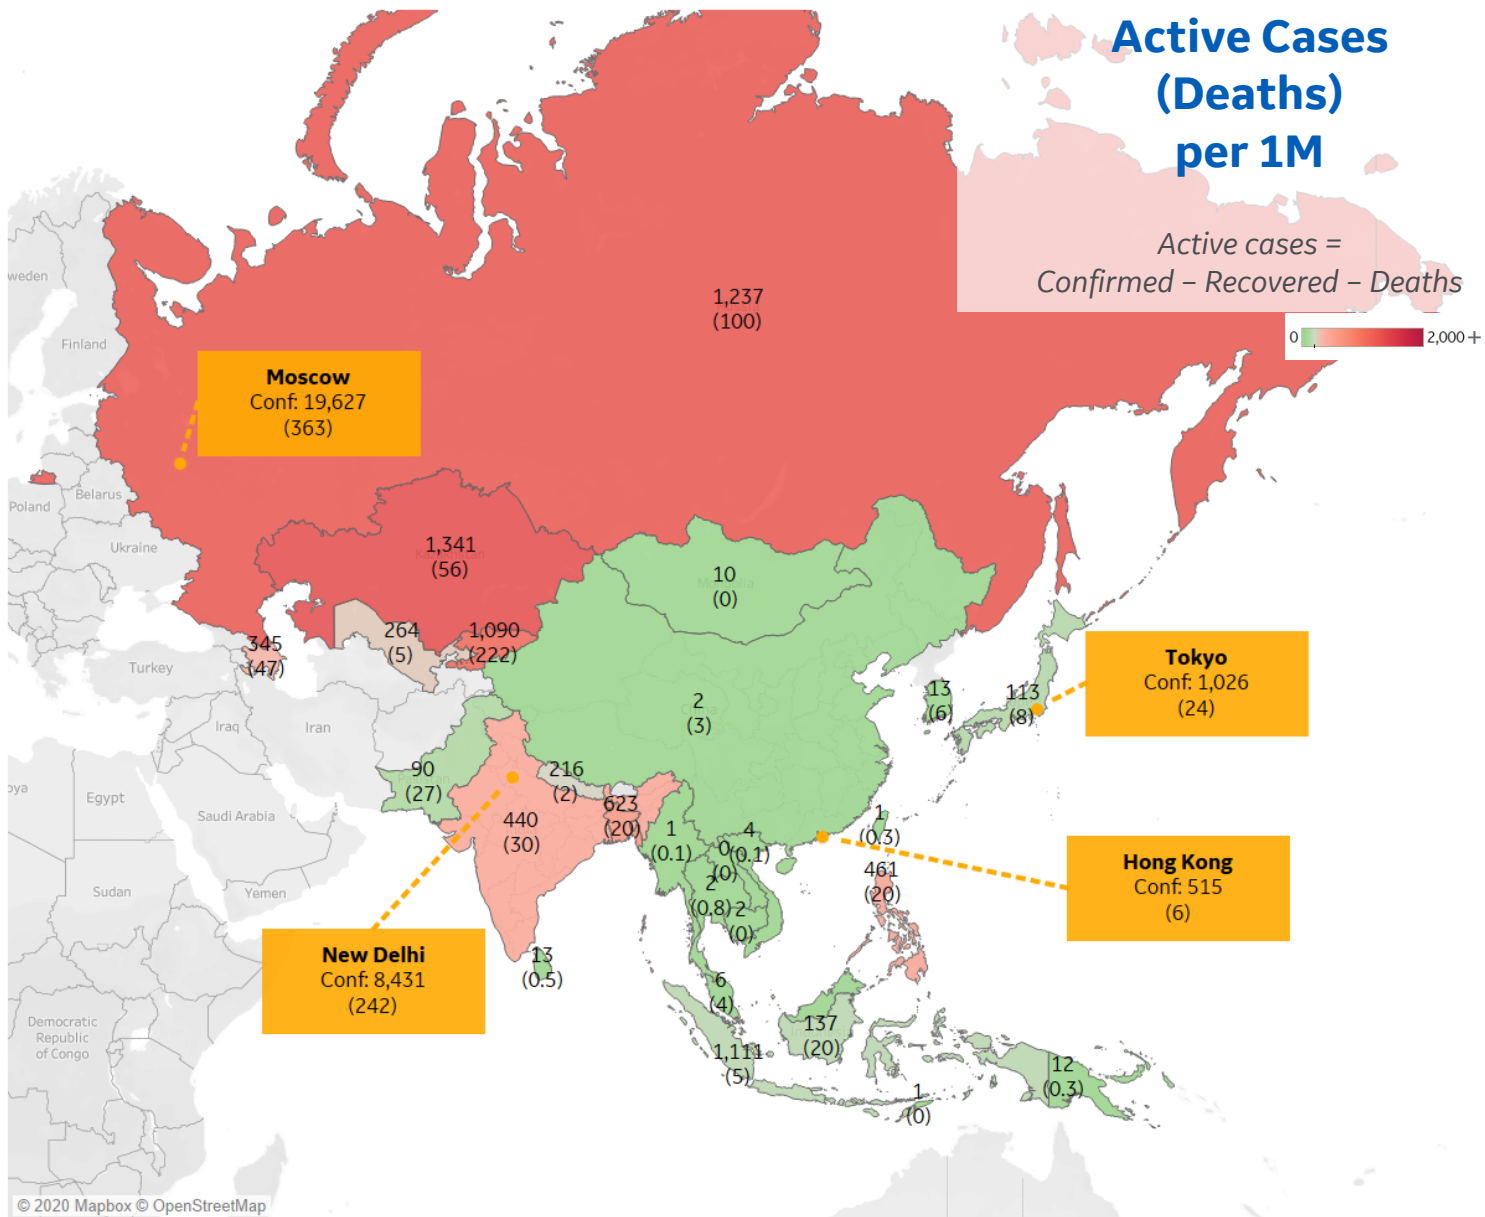 Active Cases
(Deaths)
per 1M
Active cases =
Confirmed – Recovered – Deaths
0
2,000 +
1,237
(100)
weden
Finland
Moscow
Conf: 19,627
(363)
Belarus
Poland
Ukraine
1,341
(56)
10
(0)
264
(5)
1,090
(222)
345
(47)
Turkey
Tokyo
Conf: 1,026
(24)
13
(6)
113
(8)
2
(3)
Iraq
Iran
90
(27)
216
(2)
oya
Egypt
Saudi Arabia
623
(20)
440
(30)
1
(0.1)
4
(0.1)
0
(0)
1
(0.3)
2
(0.8)
2
(0)
461
(20)
Hong Kong
Conf: 515
(6)
Sudan
Yemen
New Delhi
Conf: 8,431
(242)
13
(0.5)
6
(4)
137
(20)
1,111
(5)
12
(0.3)
1
(0)
Democratic
Republic
of Congo
© 2020 Mapbox © OpenStreetMap